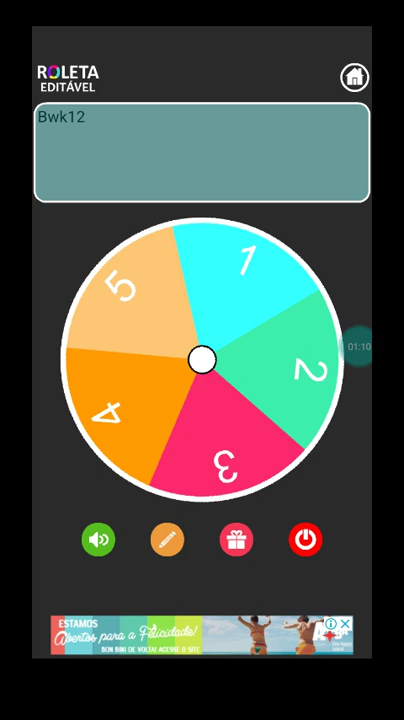 ROLETA
EDITÁVEL
Bwk12
1
5
2
01:10
4
3
ESTAMOS
Abertos para a Felicidade!
BON BINI DE VOLTA! ACESSE O SITE